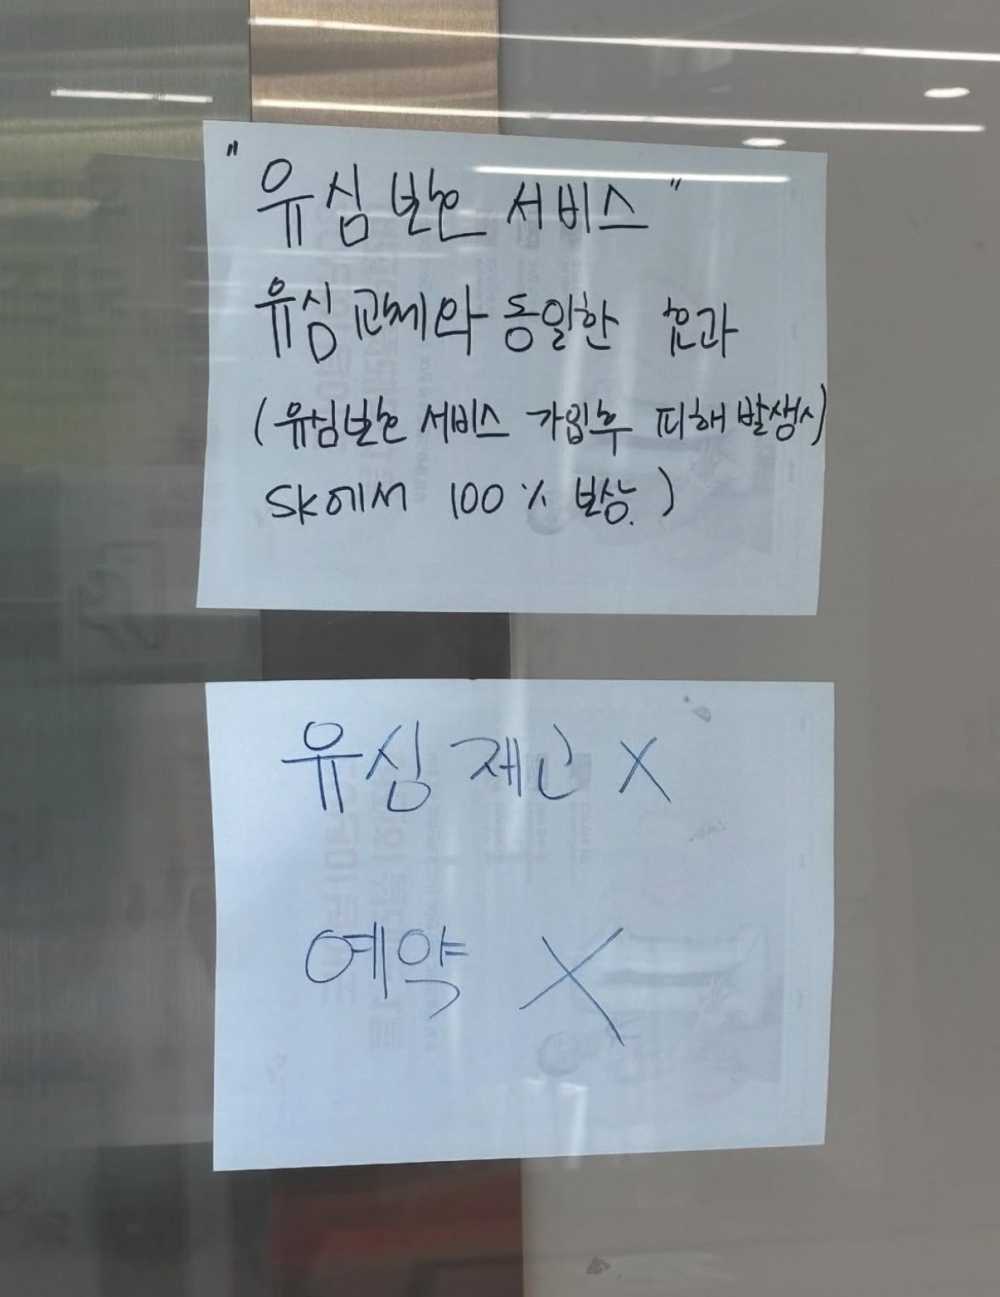 "유심보호 서비스"
유심교체와 동일한 효과
(유심보호 서비스 가입후 피해발생시)
SK에서 100% 보상.)
유심 재고 X
예약 X